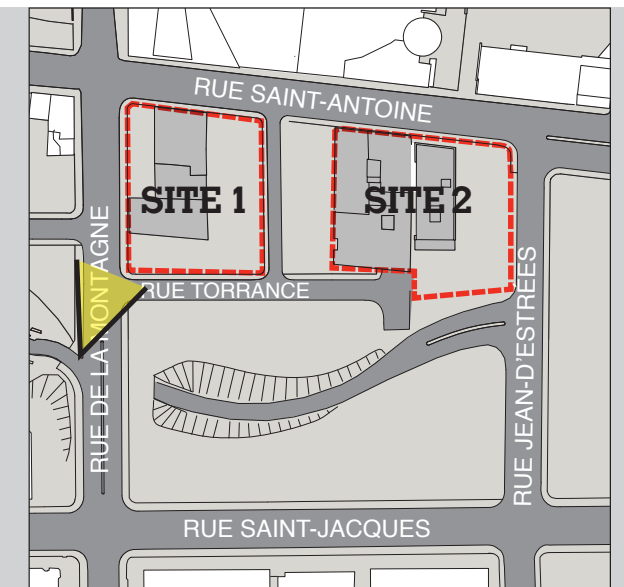 RUE SAINT-ANTOINE
SITE 1
SITE 2
RUE DE LA MONTAGNE
RUE TORRANCE
RUE JEAN-D'ESTRÉES
RUE SAINT-JACQUES